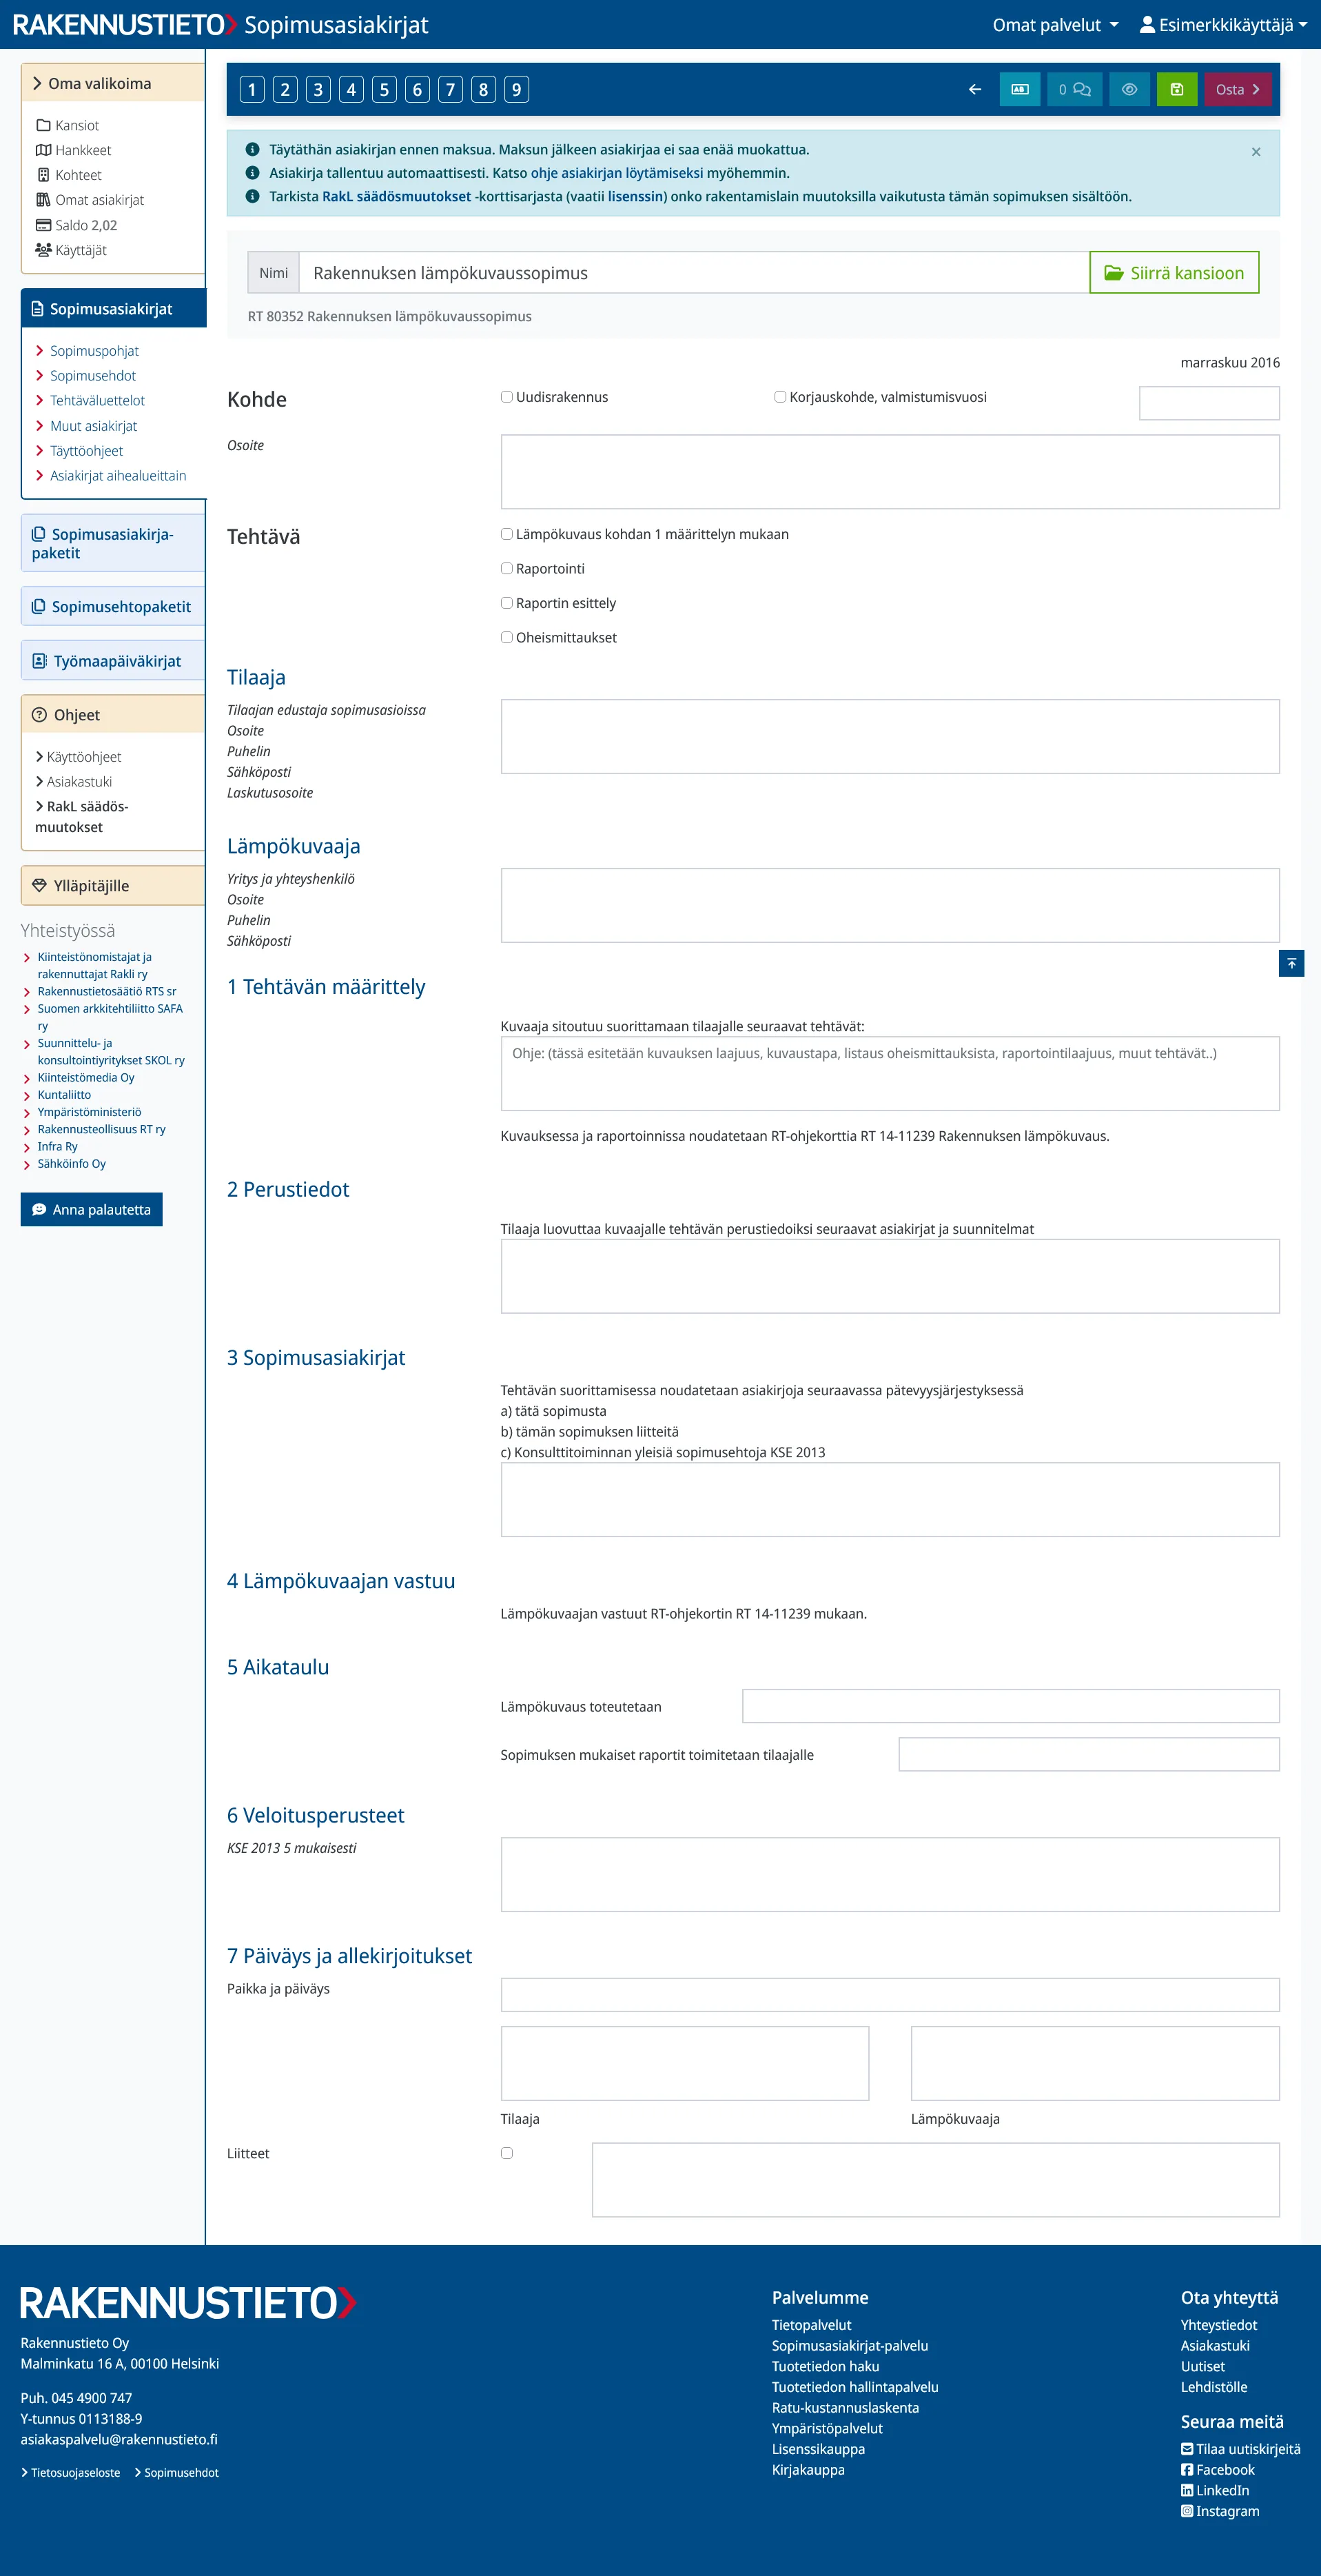 RAKENNUSTIETO Sopimusasiakirjat
Omat palvelut
Esimerkkikäyttäjä
Oma valikoima
Kansiot
Hankkeet
Kohteet
Omat asiakirjat
Saldo 2,02
Käyttäjät
Sopimusasiakirjat
Sopimuspohjat
Sopimusehdot
Tehtäväluettelot
Muut asiakirjat
Täyttöohjeet
Asiakirjat aihealueittain
Sopimusasiakirja-
paketit
Sopimusehtopaketit
Työmaapäiväkirjat
Ohjeet
Käyttöohjeet
Asiakastuki
RakL säädös-
muutokset
Ylläpitäjille
Yhteistyössä
Kiinteistönomistajat ja
rakennuttajat Rakli ry
Rakennustietosäätiö RTS sr
Suomen arkkitehtiliitto SAFA
ry
Suunnittelu- ja
konsultointiyritykset SKOL ry
Kiinteistömedia Oy
Kuntaliitto
Ympäristöministeriö
Rakennusteollisuus RT ry
Infra Ry
Sähköinfo Oy
Anna palautetta
1 2 3 4 5 6 7 8 9
0
Osta
Täytäthän asiakirjan ennen maksua. Maksun jälkeen asiakirjaa ei saa enää muokattua.
Asiakirja tallentuu automaattisesti. Katso ohje asiakirjan löytämiseksi myöhemmin.
Tarkista RakL säädösmuutokset -korttisarjasta (vaatii lisenssin) onko rakentamislain muutoksilla vaikutusta tämän sopimuksen sisältöön.
Nimi
Rakennuksen lämpökuvaussopimus
Siirrä kansioon
RT 80352 Rakennuksen lämpökuvaussopimus
marraskuu 2016
Kohde
Uudisrakennus
Korjauskohde, valmistumisvuosi
Osoite
Tehtävä
Lämpökuvaus kohdan 1 määrittelyn mukaan
Raportointi
Raportin esittely
Oheismittaukset
Tilaaja
Tilaajan edustaja sopimusasioissa
Osoite
Puhelin
Sähköposti
Laskutusosoite
Lämpökuvaaja
Yritys ja yhteyshenkilö
Osoite
Puhelin
Sähköposti
1 Tehtävän määrittely
Kuvaaja sitoutuu suorittamaan tilaajalle seuraavat tehtävät:
Ohje: (tässä esitetään kuvauksen laajuus, kuvaustapa, listaus oheismittauksista, raportointilaajuus, muut tehtävät..)
Kuvauksessa ja raportoinnissa noudatetaan RT-ohjekorttia RT 14-11239 Rakennuksen lämpökuvaus.
2 Perustiedot
Tilaaja luovuttaa kuvaajalle tehtävän perustiedoiksi seuraavat asiakirjat ja suunnitelmat
3 Sopimusasiakirjat
Tehtävän suorittamisessa noudatetaan asiakirjoja seuraavassa pätevyysjärjestyksessä
a) tätä sopimusta
b) tämän sopimuksen liitteitä
c) Konsulttitoiminnan yleisiä sopimusehtoja KSE 2013
4 Lämpökuvaajan vastuu
Lämpökuvaajan vastuut RT-ohjekortin RT 14-11239 mukaan.
5 Aikataulu
Lämpökuvaus toteutetaan
Sopimuksen mukaiset raportit toimitetaan tilaajalle
6 Veloitusperusteet
KSE 2013 5 mukaisesti
7 Päiväys ja allekirjoitukset
Paikka ja päiväys
Tilaaja
Lämpökuvaaja
Liitteet
RAKENNUSTIETO
Rakennustieto Oy
Malminkatu 16 A, 00100 Helsinki
Puh. 045 4900 747
Y-tunnus 0113188-9
asiakaspalvelu@rakennustieto.fi
Tietosuojaseloste
Sopimusehdot
Palvelumme
Tietopalvelut
Sopimusasiakirjat-palvelu
Tuotetiedon haku
Tuotetiedon hallintapalvelu
Ratu-kustannuslaskenta
Ympäristöpalvelut
Lisenssikauppa
Kirjakauppa
Ota yhteyttä
Yhteystiedot
Asiakastuki
Uutiset
Lehdistölle
Seuraa meitä
Tilaa uutiskirjeitä
Facebook
LinkedIn
Instagram